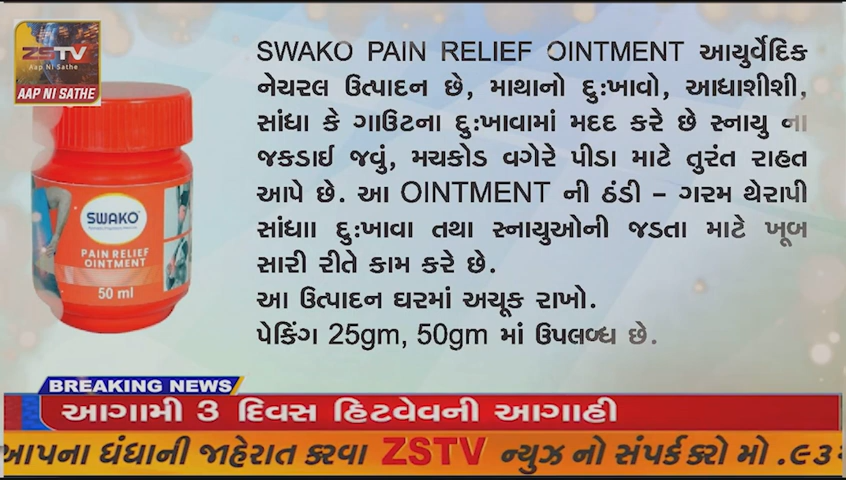 ZSTV
Aap Ni Sathe
AAP NI SATHE
SWAKO PAIN RELIEF OINTMENT આયુર્વેદિક
નેચરલ ઉત્પાદન છે, માથાનો દુઃખાવો, આધાશીશી,
સાંધા કે ગાઉટના દુઃખાવામાં મદદ કરે છે સ્નાયુ ના
જકડાઈ જવું, મચકોડ વગેરે પીડા માટે તુરંત રાહત
આપે છે. આ OINTMENT ની ઠંડી – ગરમ થેરાપી
સાંધાા દુઃખાવા તથા સ્નાયુઓની જડતા માટે ખૂબ
સારી રીતે કામ કરે છે.
આ ઉત્પાદન ઘરમાં અચૂક રાખો.
પેકિંગ 25gm, 50gm માં ઉપલબ્ધ છે.
SWAKO
PAIN RELIEF
OINTMENT
50 ml
BREAKING NEWS
આગામી 3 દિવસ હિટવેવની આગાહી
આપના ધંધાની જાહેરાત કરવા ZSTV ન્યુઝ નો સંપર્ક કરો મો .૯૩